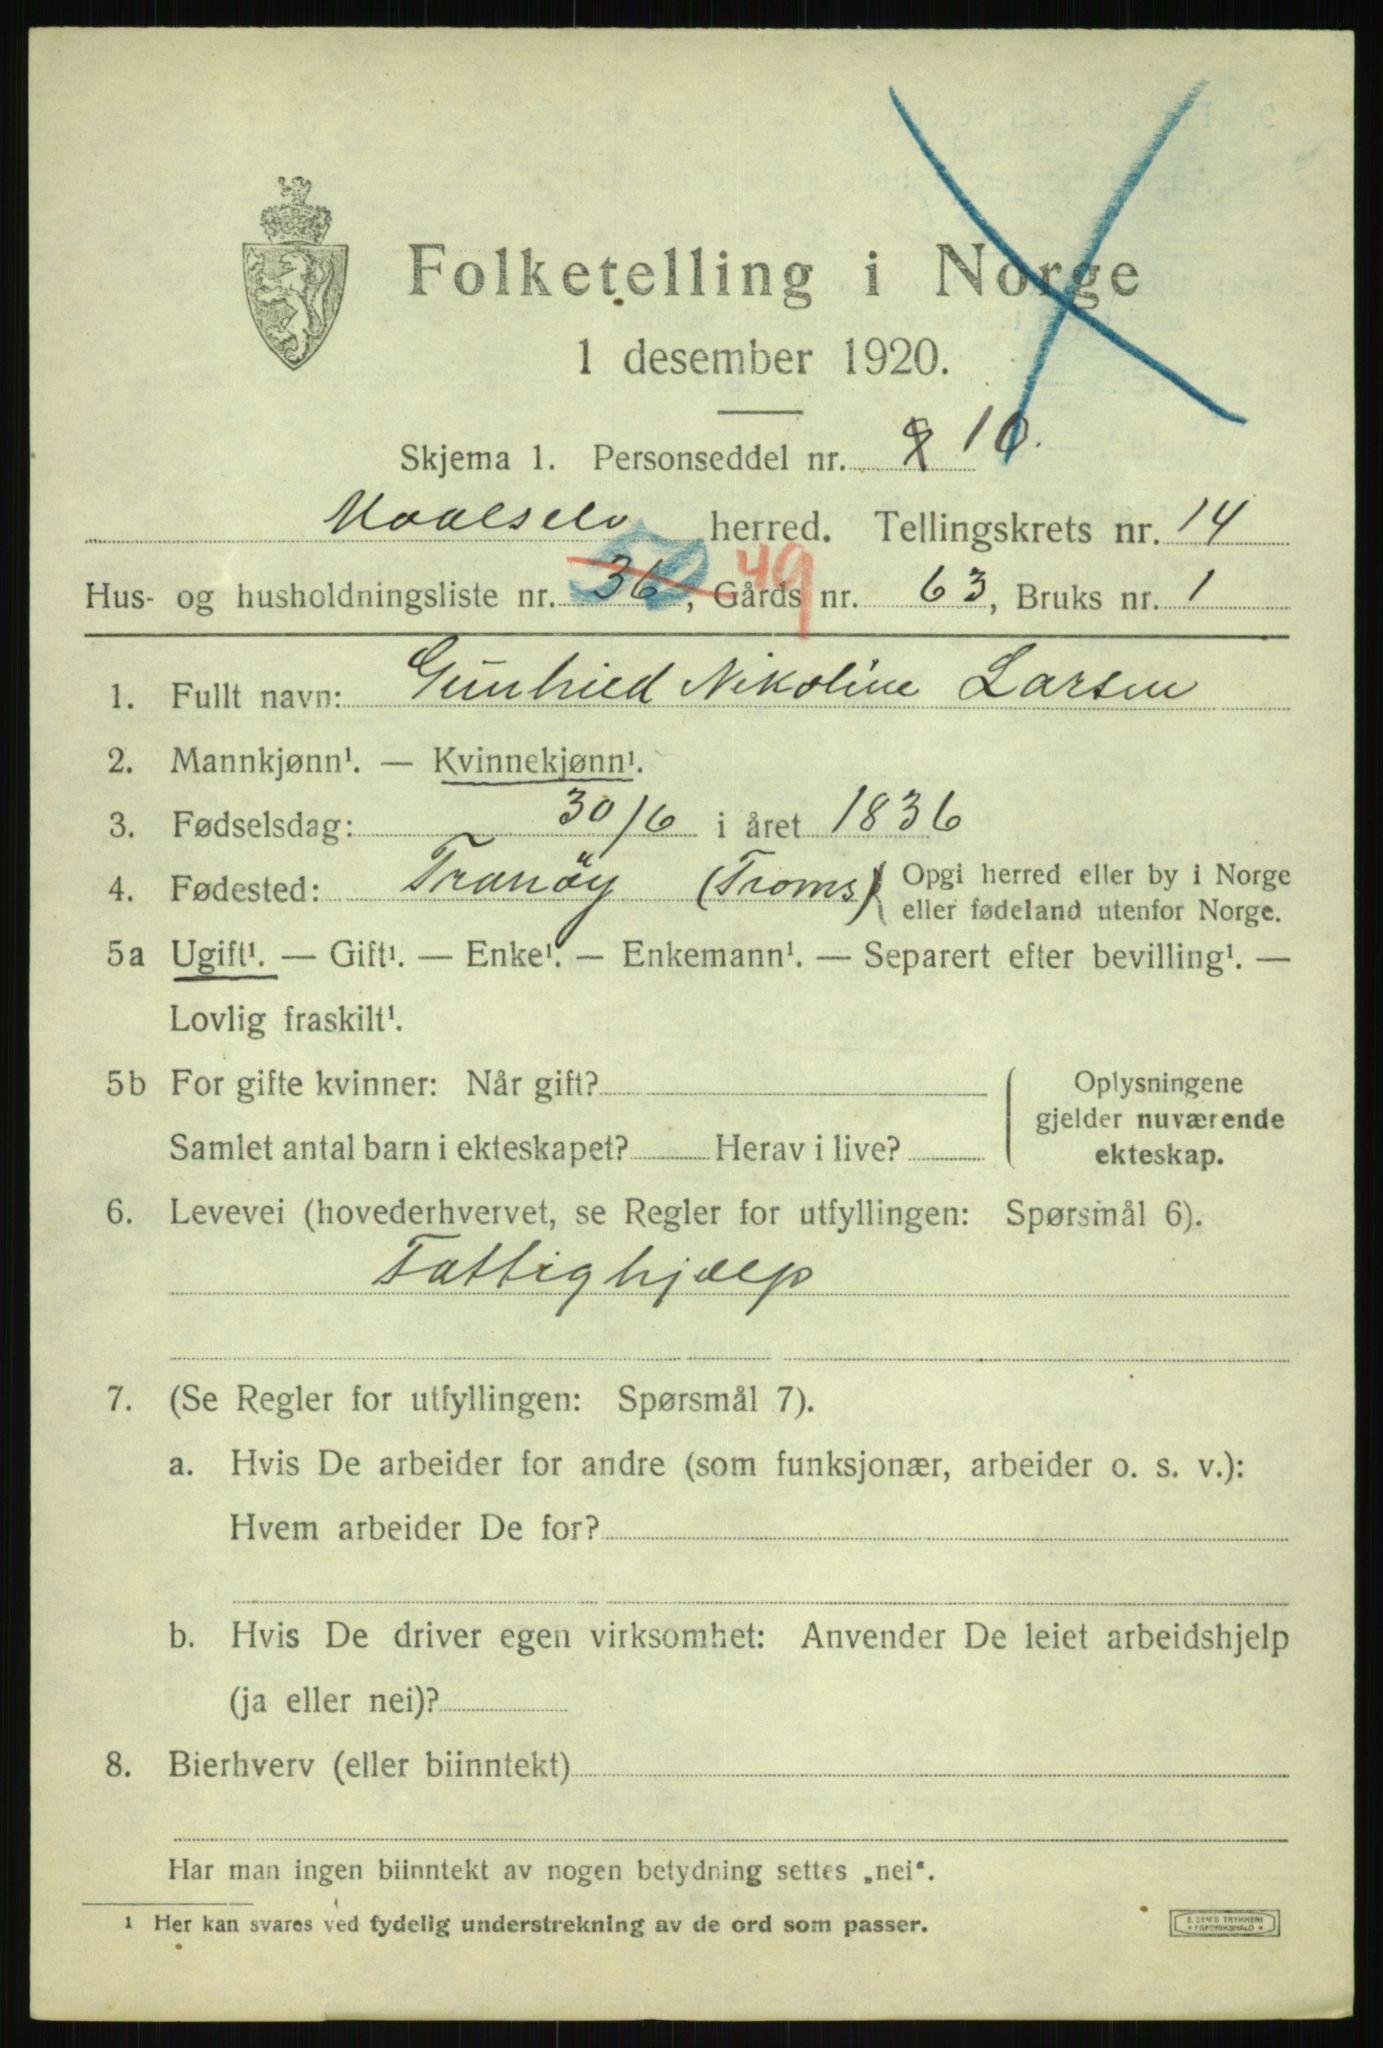 Folketelling i Norge
1 desember 1920.
Skjema 1. Personseddel nr. 9 10.
Maalselv herred. Tellingskrets nr. 14
Hus- og husholdningsliste nr. 36 49, Gårds nr. 63, Bruks nr. 1
1. Fullt navn: Gunhild Nikoline Larsen
2. Mannkjønn¹. — Kvinnekjønn¹.
3. Fødselsdag: 30/6 i året 1836
4. Fødested: Tranöy (Troms) Opgi herred eller by i Norge
eller fødeland utenfor Norge.
5a Ugift¹. — Gift¹. — Enke¹. — Enkemann¹. — Separert efter bevilling¹. —
Lovlig fraskilt¹.
5b For gifte kvinner: Når gift?
Samlet antal barn i ekteskapet? Herav i live?
Oplysningene
gjelder nuværende
ekteskap.
6. Levevei (hovederhvervet, se Regler for utfyllingen: Spørsmål 6).
Fattighjælp
7. (Se Regler for utfyllingen: Spørsmål 7).
a. Hvis De arbeider for andre (som funksjonær, arbeider o. s. v.):
Hvem arbeider De for?
b. Hvis De driver egen virksomhet: Anvender De leiet arbeidshjelp
(ja eller nei)?
8. Bierhverv (eller biinntekt)
Har man ingen biinntekt av nogen betydning settes „nei“.
1 Her kan svares ved tydelig understrekning av de ord som passer.
E. SEM'S TRYKKERI
FREDRIKSHALD